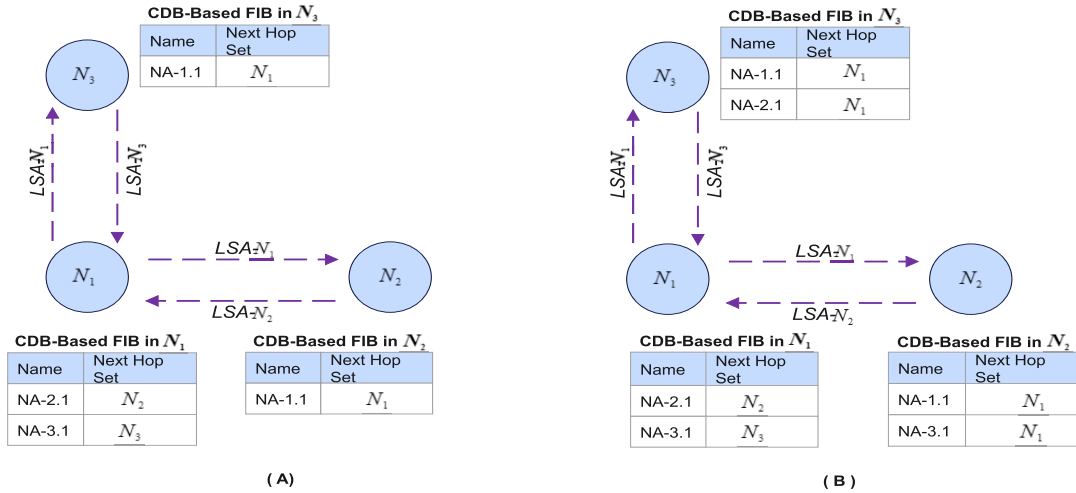 CDB-Based FIB in N₃
Name Next Hop Set
NA-1.1 N₁
N₃
LSA-N₁
LSA-N₃
N₁
LSA-N₁
LSA-N₂
N₂
CDB-Based FIB in N₁
Name Next Hop Set
NA-2.1 N₂
NA-3.1 N₃
CDB-Based FIB in N₂
Name Next Hop Set
NA-1.1 N₁
( A)
CDB-Based FIB in N₃
Name Next Hop Set
NA-1.1 N₁
NA-2.1 N₁
N₃
LSA-N₁
LSA-N₃
N₁
LSA-N₁
LSA-N₂
N₂
CDB-Based FIB in N₁
Name Next Hop Set
NA-2.1 N₂
NA-3.1 N₃
CDB-Based FIB in N₂
Name Next Hop Set
NA-1.1 N₁
NA-3.1 N₁
( B )